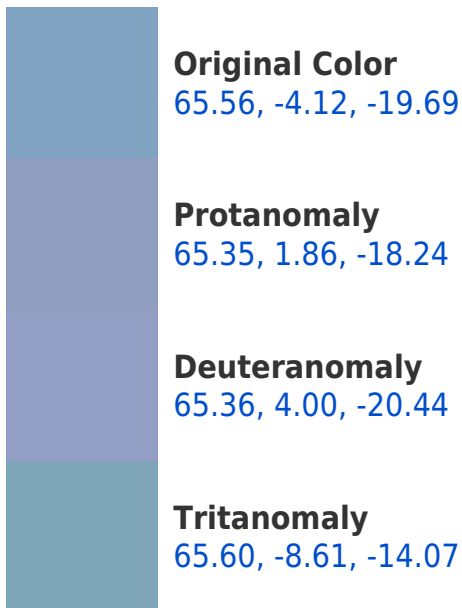 Original Color
65.56, -4.12, -19.69
Protanomaly
65.35, 1.86, -18.24
Deuteranomaly
65.36, 4.00, -20.44
Tritanomaly
65.60, -8.61, -14.07